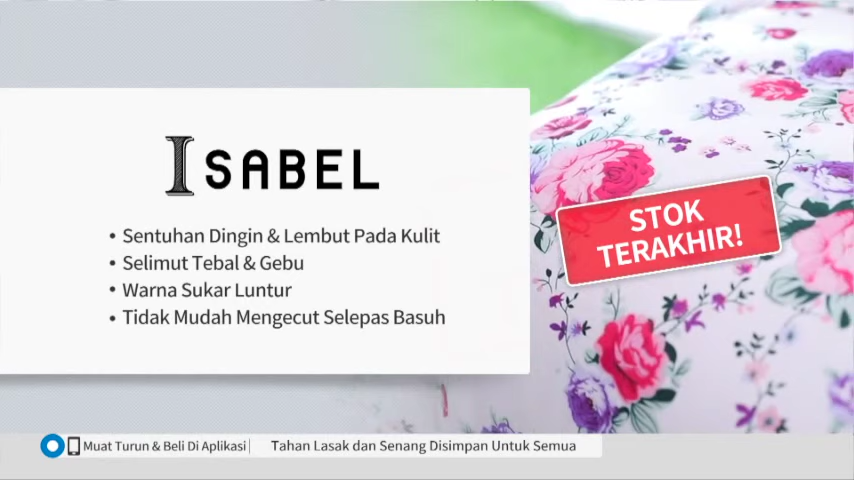 ISABEL
• Sentuhan Dingin & Lembut Pada Kulit
• Selimut Tebal & Gebu
• Warna Sukar Luntur
• Tidak Mudah Mengecut Selepas Basuh
STOK
TERAKHIR!
Muat Turun & Beli Di Aplikasi
Tahan Lasak dan Senang Disimpan Untuk Semua